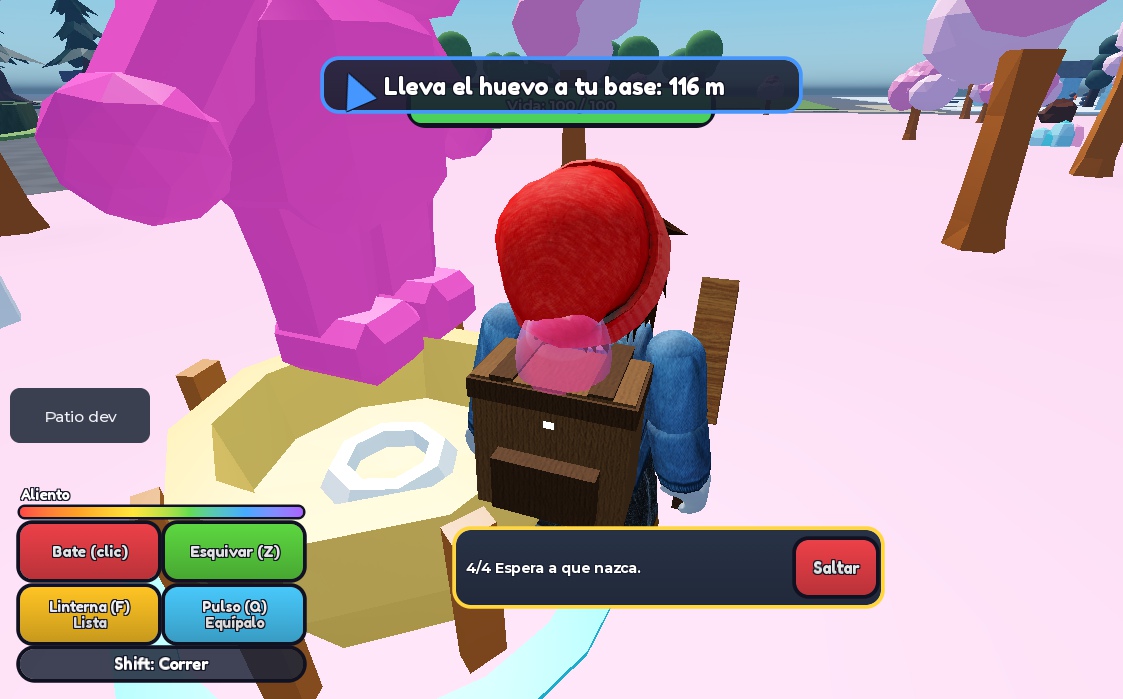 Lleva el huevo a tu base: 116 m
Vida: 100/100
Patio dev
Aliento
Bate (clic)
Esquivar (Z)
Linterna (F)
Lista
Pulso (Q)
Equípalo
Shift: Correr
4/4 Espera a que nazca.
Saltar